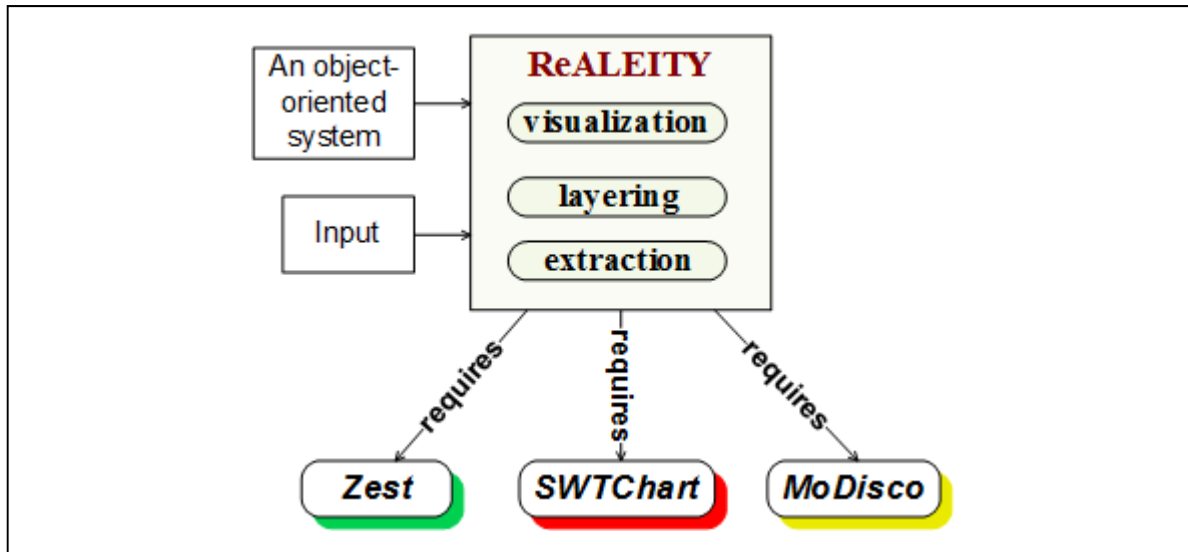 An object-
oriented
system
Input
ReALEITY
visualization
layering
extraction
requires
requires
requires
Zest
SWTChart
MoDisco